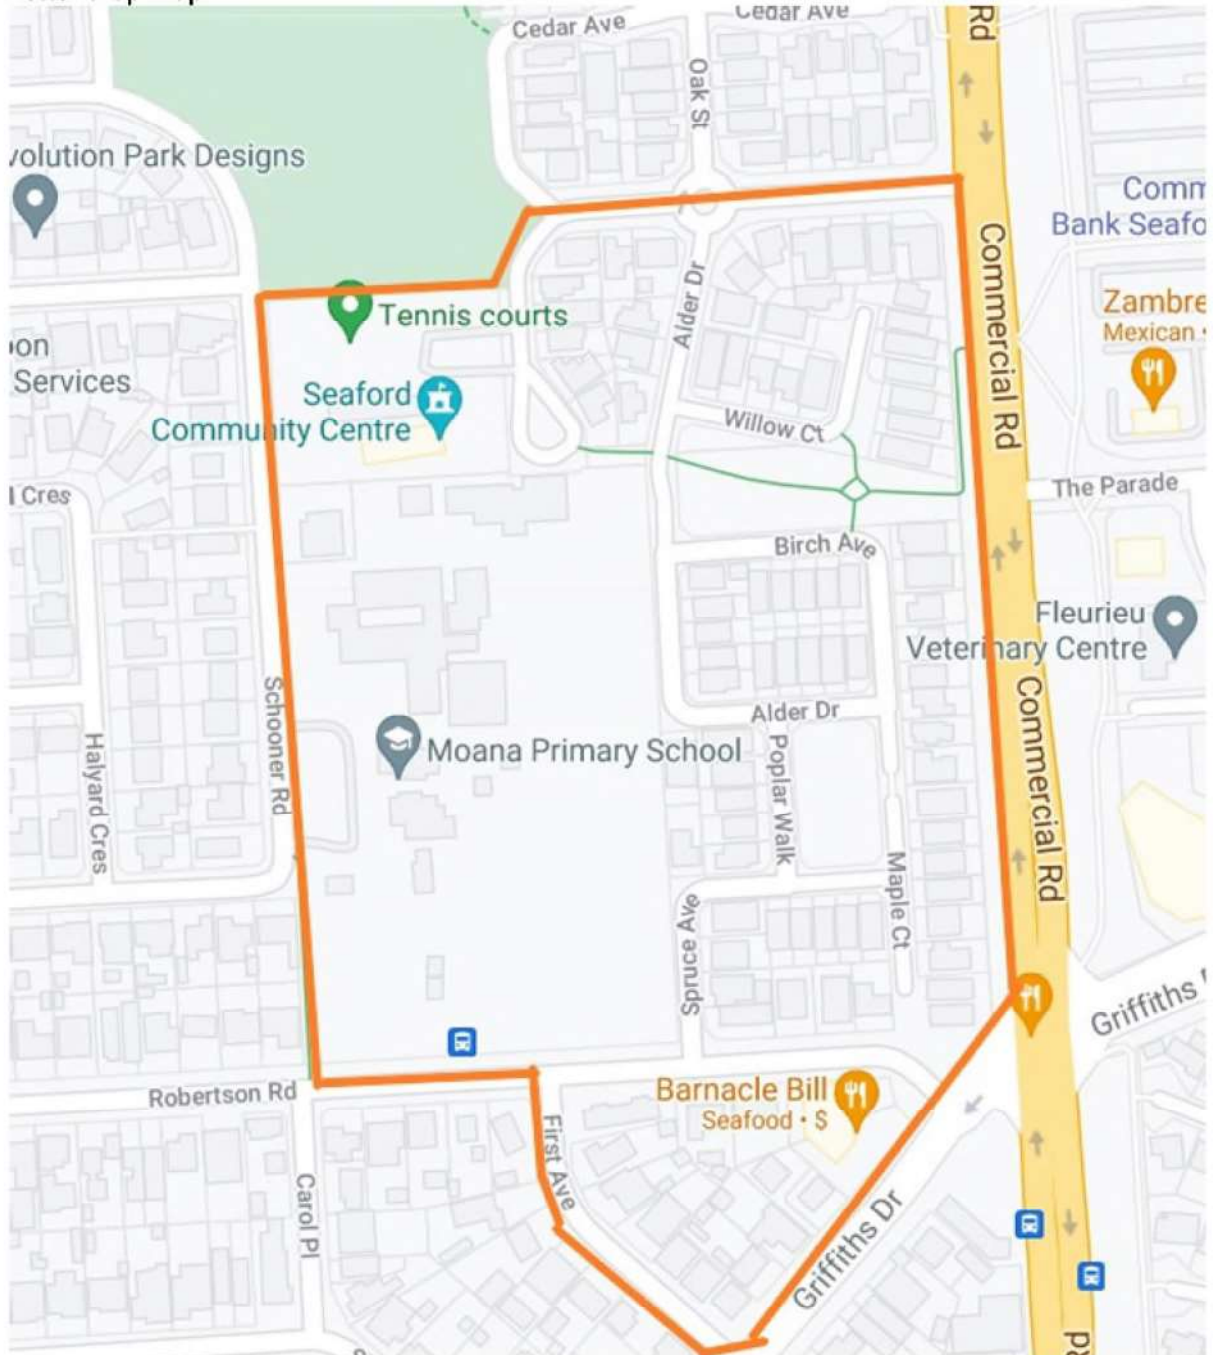 Cedar Ave
Cedar Ave
Rd
Oak St
volution Park Designs
Comm
Bank Seafo
Commercial Rd
Alder Dr
Tennis courts
Zambre
Mexican
on
Services
Seaford
Community Centre
Willow Ct
l Cres
The Parade
Birch Ave
Fleurieu
Veterinary Centre
Schooner Rd
Commercial Rd
Alder Dr
Moana Primary School
Halyard Cres
Poplar Walk
Maple Ct
Spruce Ave
Griffiths
Robertson Rd
Barnacle Bill
Seafood • $
First Ave
Carol Pl
Griffiths Dr